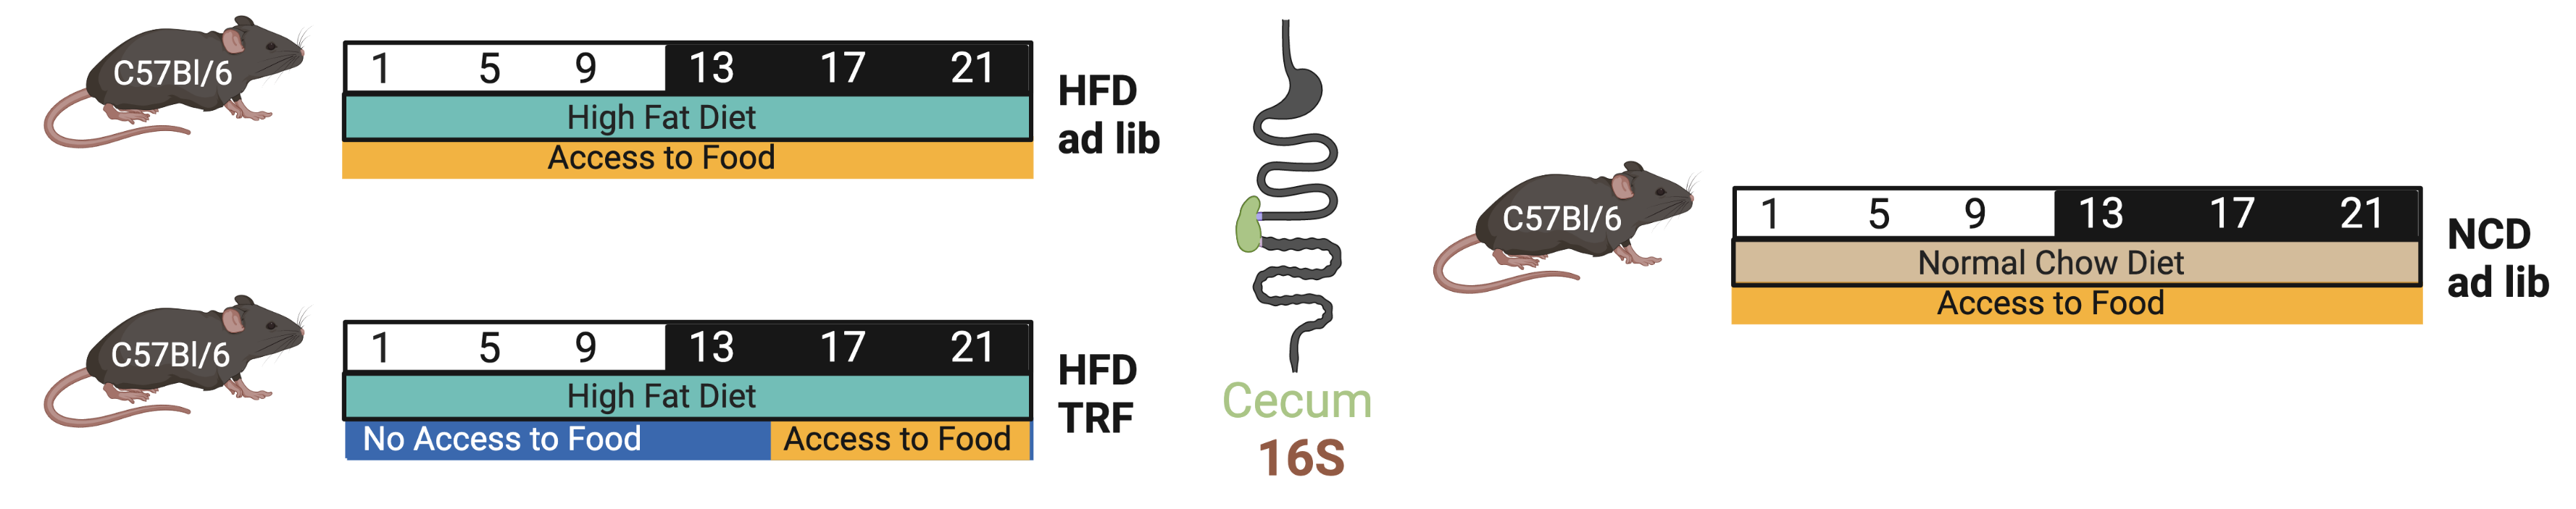 C57Bl/6
1 5 9 13 17 21
High Fat Diet
Access to Food
HFD
ad lib
C57Bl/6
1 5 9 13 17 21
High Fat Diet
No Access to Food Access to Food
HFD
TRF
Cecum
16S
C57Bl/6
1 5 9 13 17 21
Normal Chow Diet
Access to Food
NCD
ad lib